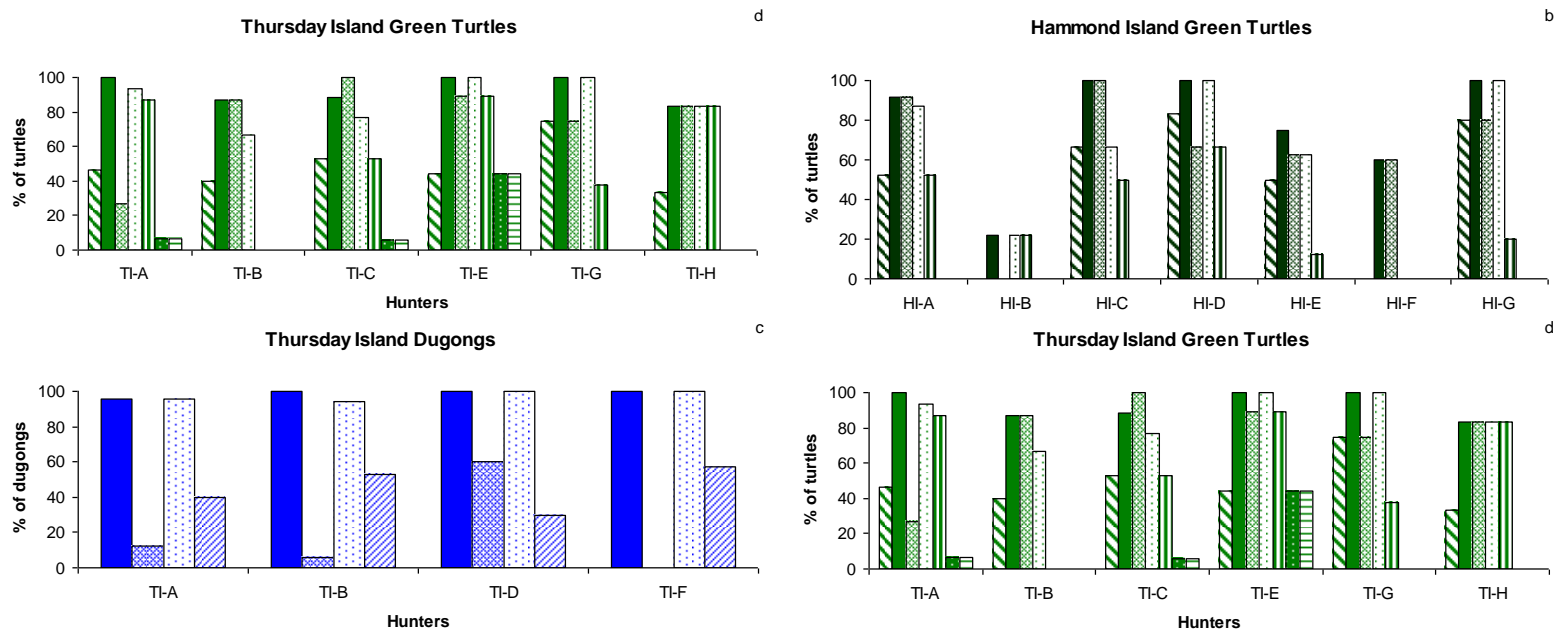 Thursday Island Green Turtles
d
% of turtles
100
80
60
40
20
0
TI-A TI-B TI-C TI-E TI-G TI-H
Hunters
Hammond Island Green Turtles
b
% of turtles
100
80
60
40
20
0
HI-A HI-B HI-C HI-D HI-E HI-F HI-G
Thursday Island Dugongs
c
% of dugongs
100
80
60
40
20
0
TI-A TI-B TI-D TI-F
Hunters
Thursday Island Green Turtles
d
% of turtles
100
80
60
40
20
0
TI-A TI-B TI-C TI-E TI-G TI-H
Hunters